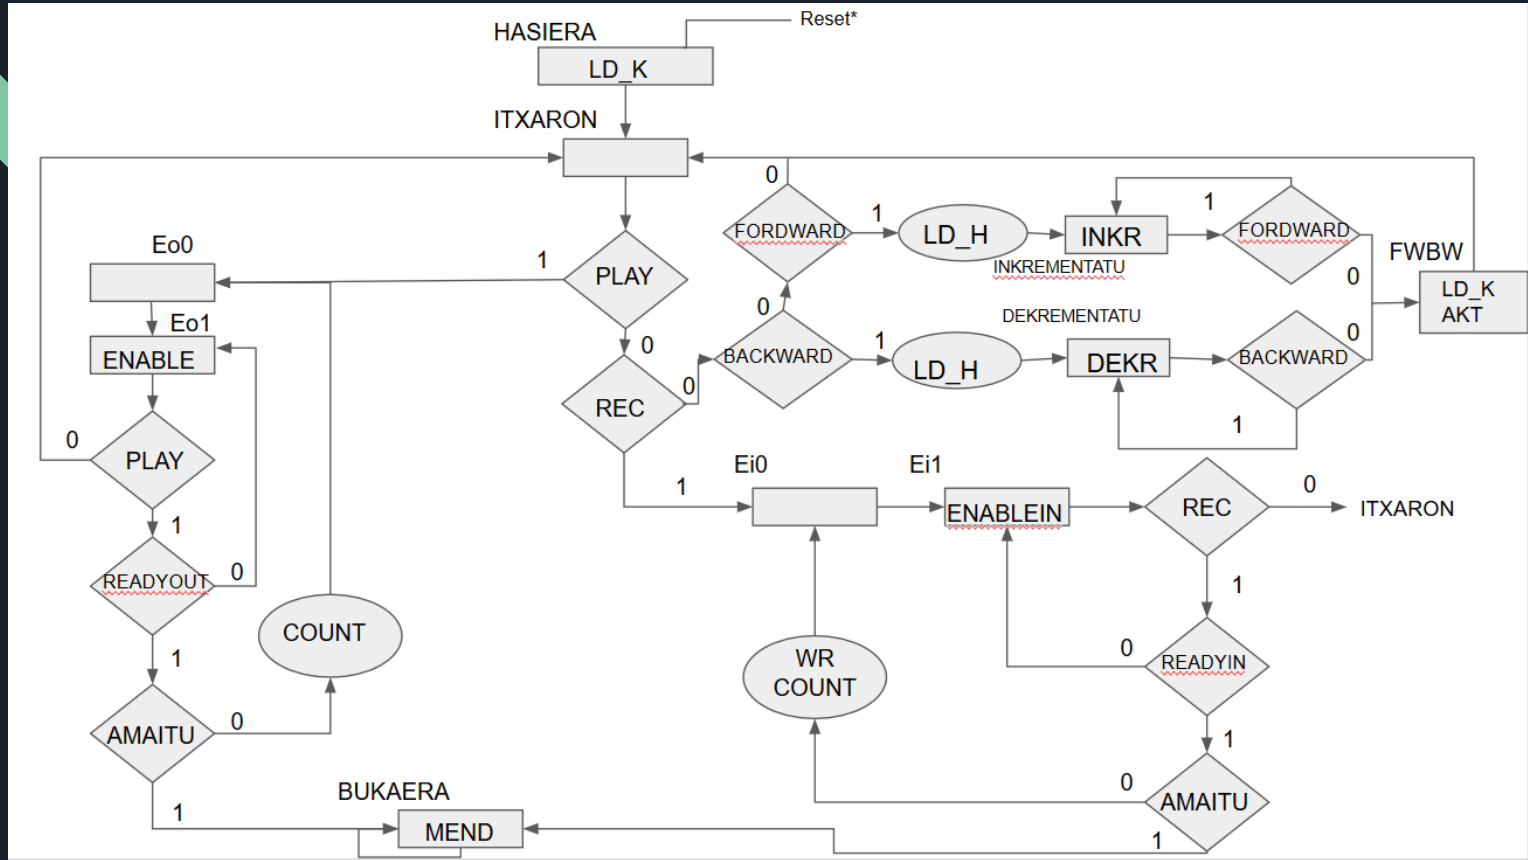 Reset*
HASIERA
LD_K
ITXARON
0
FORDWARD
1
LD_H
INKR
1
FORDWARD
0
INKREMENTATU
FWBW
LD_K
AKT
Eo0
1
PLAY
0
Eo1
ENABLE
0
BACKWARD
1
LD_H
DEKREMENTATU
DEKR
BACKWARD
0
1
0
REC
0
PLAY
1
1
Ei0
Ei1
ENABLEIN
REC
0
ITXARON
1
READYOUT
0
1
COUNT
WR
COUNT
0
READYIN
1
AMAITU
0
1
BUKAERA
MEND
0
AMAITU
1